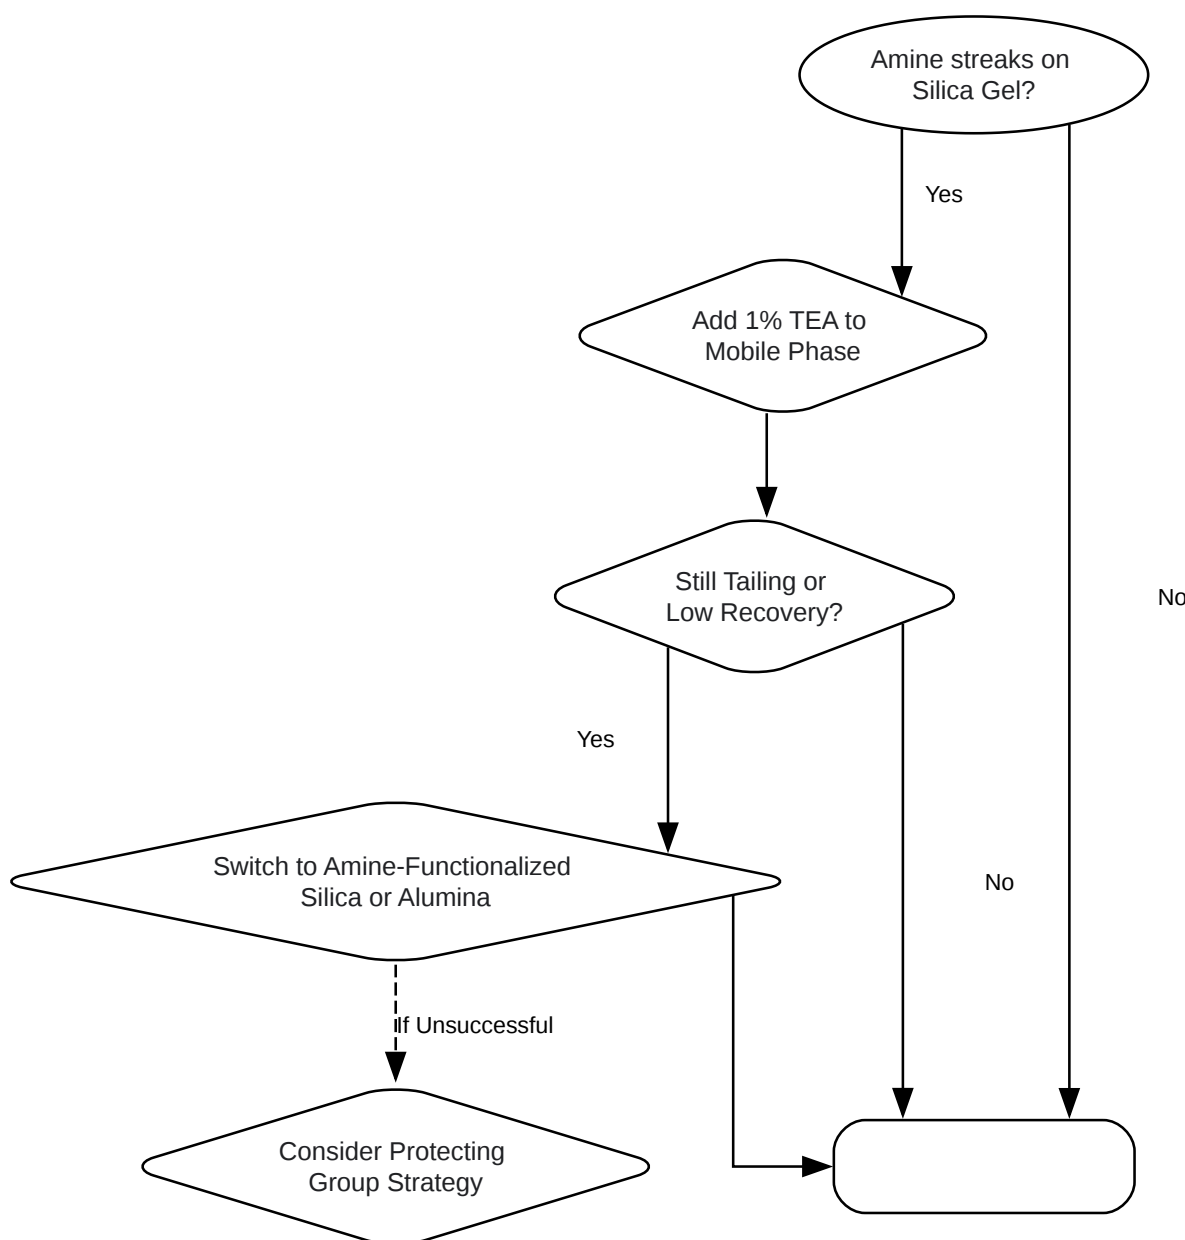 Amine streaks on
Silica Gel?
Yes
Add 1% TEA to
Mobile Phase
Still Tailing or
Low Recovery?
No
Yes
Switch to Amine-Functionalized
Silica or Alumina
No
If Unsuccessful
Consider Protecting
Group Strategy